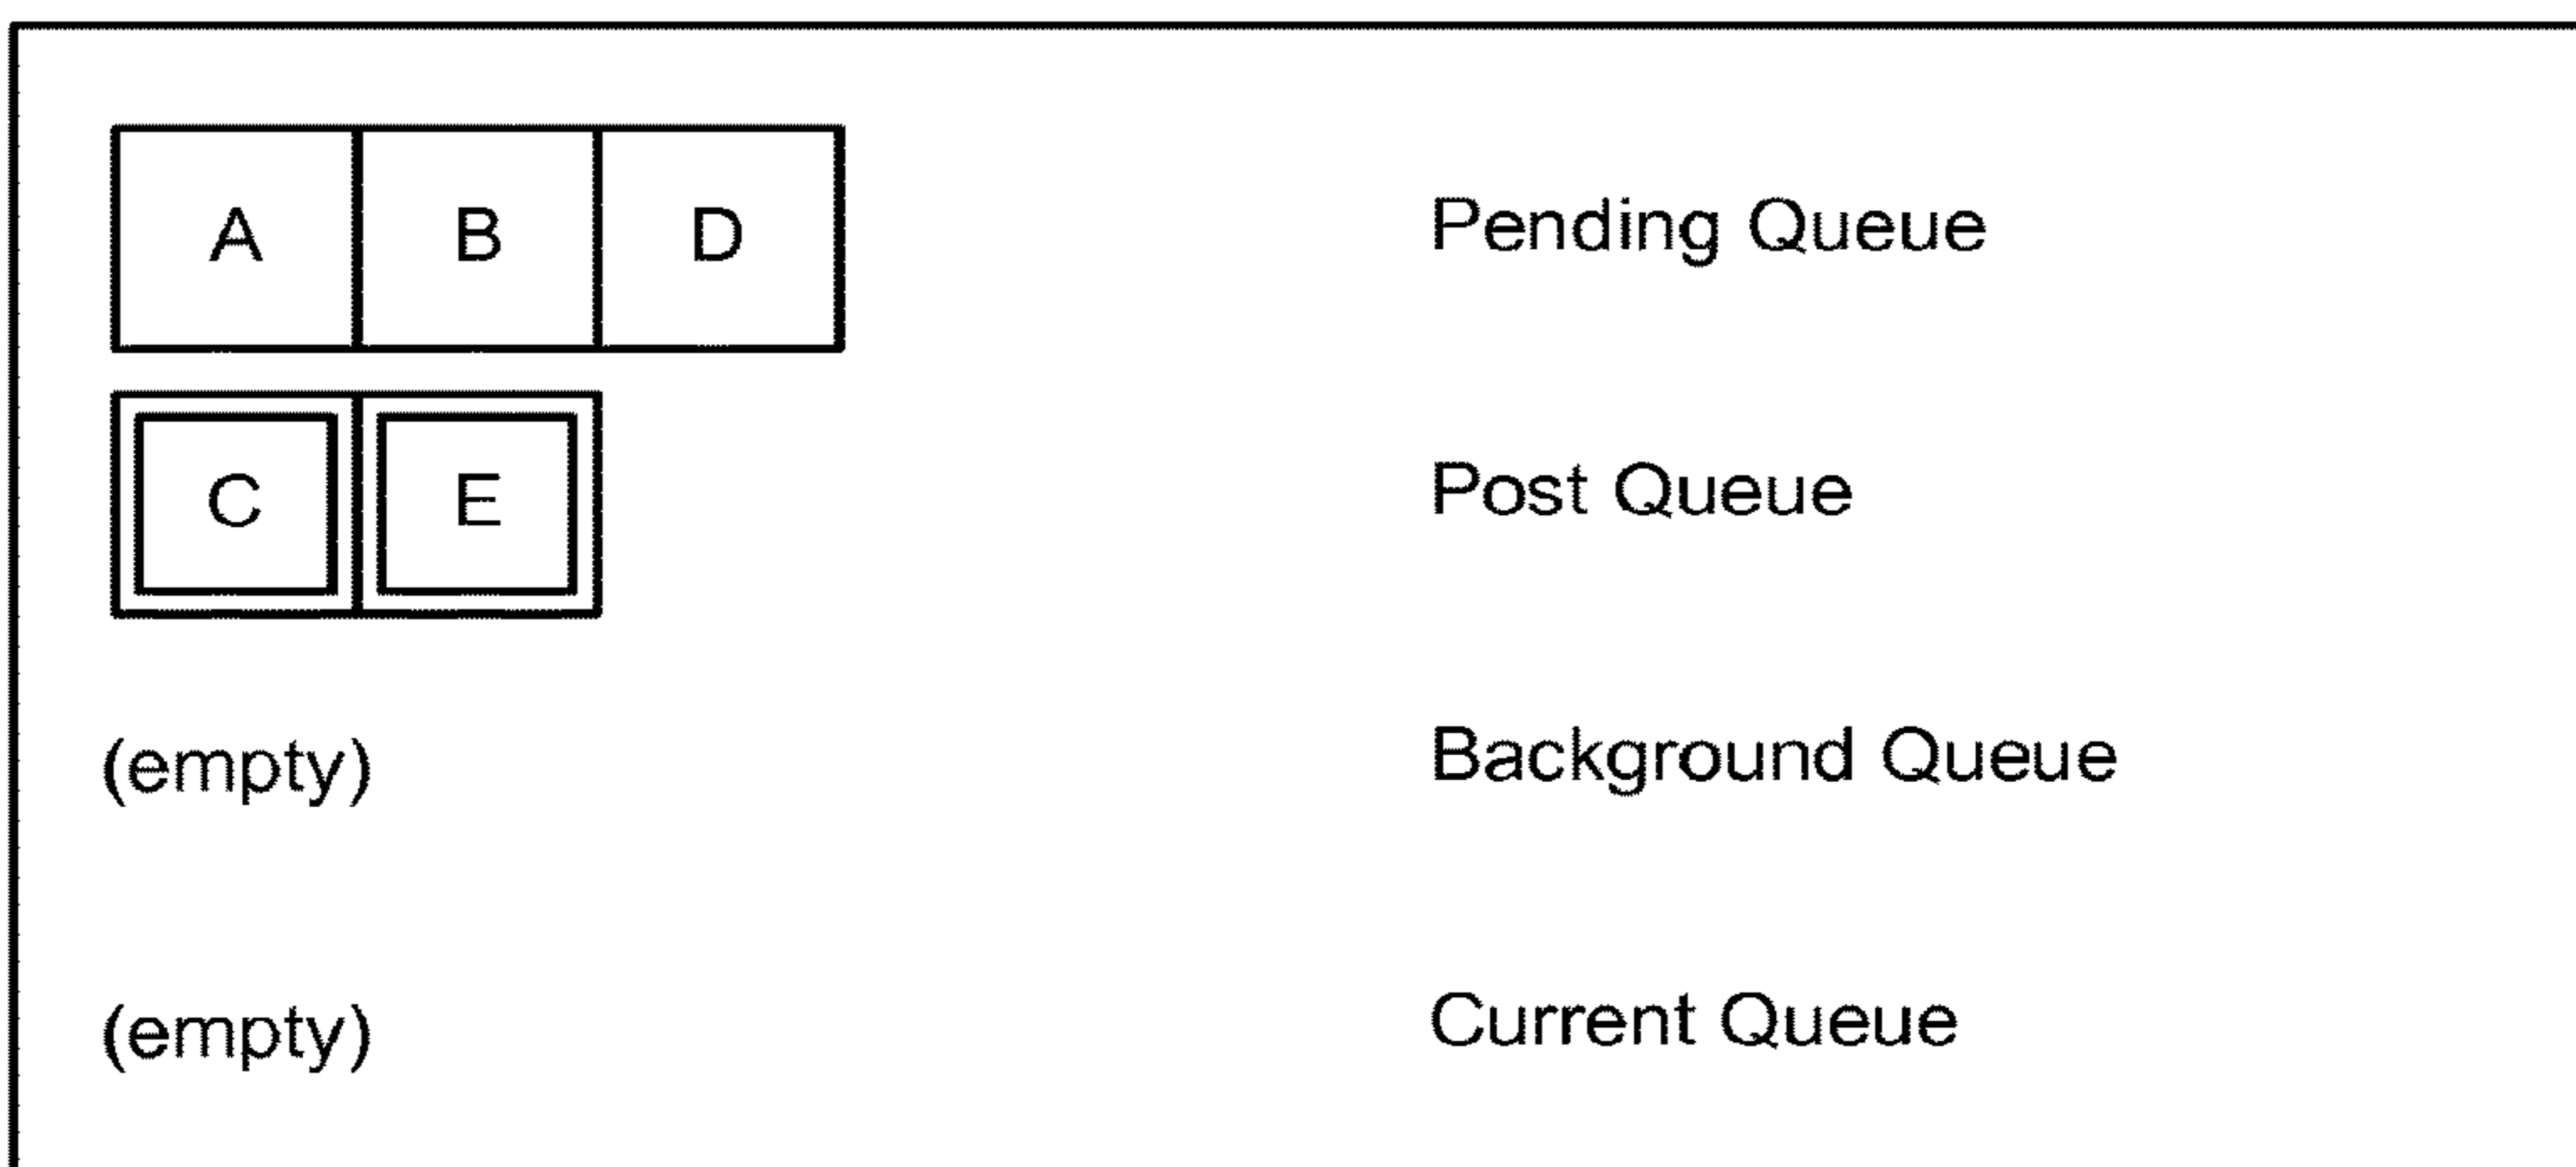 A B D Pending Queue
C E Post Queue
(empty) Background Queue
(empty) Current Queue